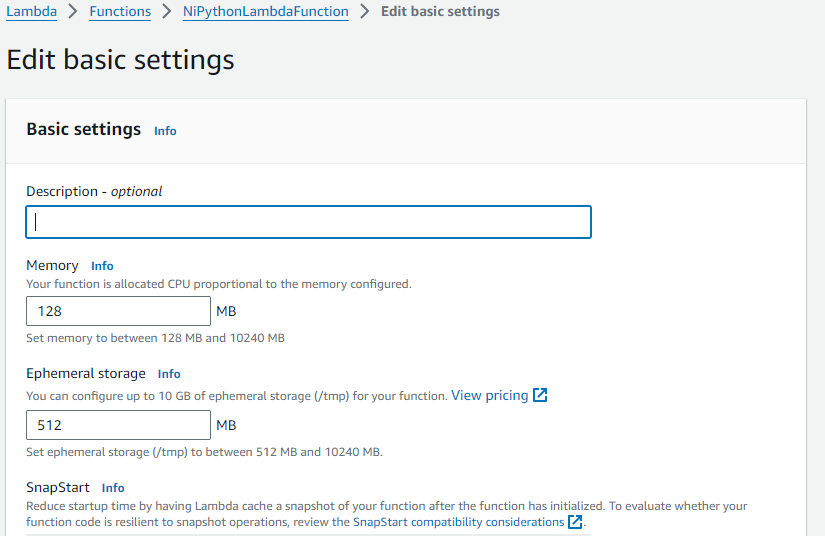 Lambda > Functions > NiPythonLambdaFunction > Edit basic settings
Edit basic settings
Basic settings Info
Description - optional
Memory Info
Your function is allocated CPU proportional to the memory configured.
128 MB
Set memory to between 128 MB and 10240 MB
Ephemeral storage Info
You can configure up to 10 GB of ephemeral storage (/tmp) for your function. View pricing
512 MB
Set ephemeral storage (/tmp) to between 512 MB and 10240 MB.
SnapStart Info
Reduce startup time by having Lambda cache a snapshot of your function after the function has initialized. To evaluate whether your
function code is resilient to snapshot operations, review the SnapStart compatibility considerations.